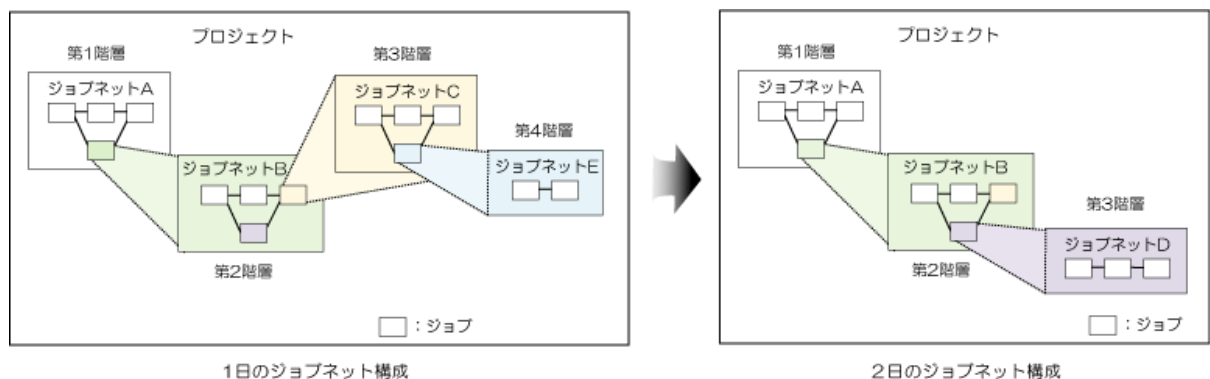 プロジェクト
第1階層
ジョブネットA
第3階層
ジョブネットC
第4階層
ジョブネットE
ジョブネットB
第2階層
：ジョブ
1日のジョブネット構成
プロジェクト
第1階層
ジョブネットA
ジョブネットB
第3階層
ジョブネットD
第2階層
：ジョブ
2日のジョブネット構成